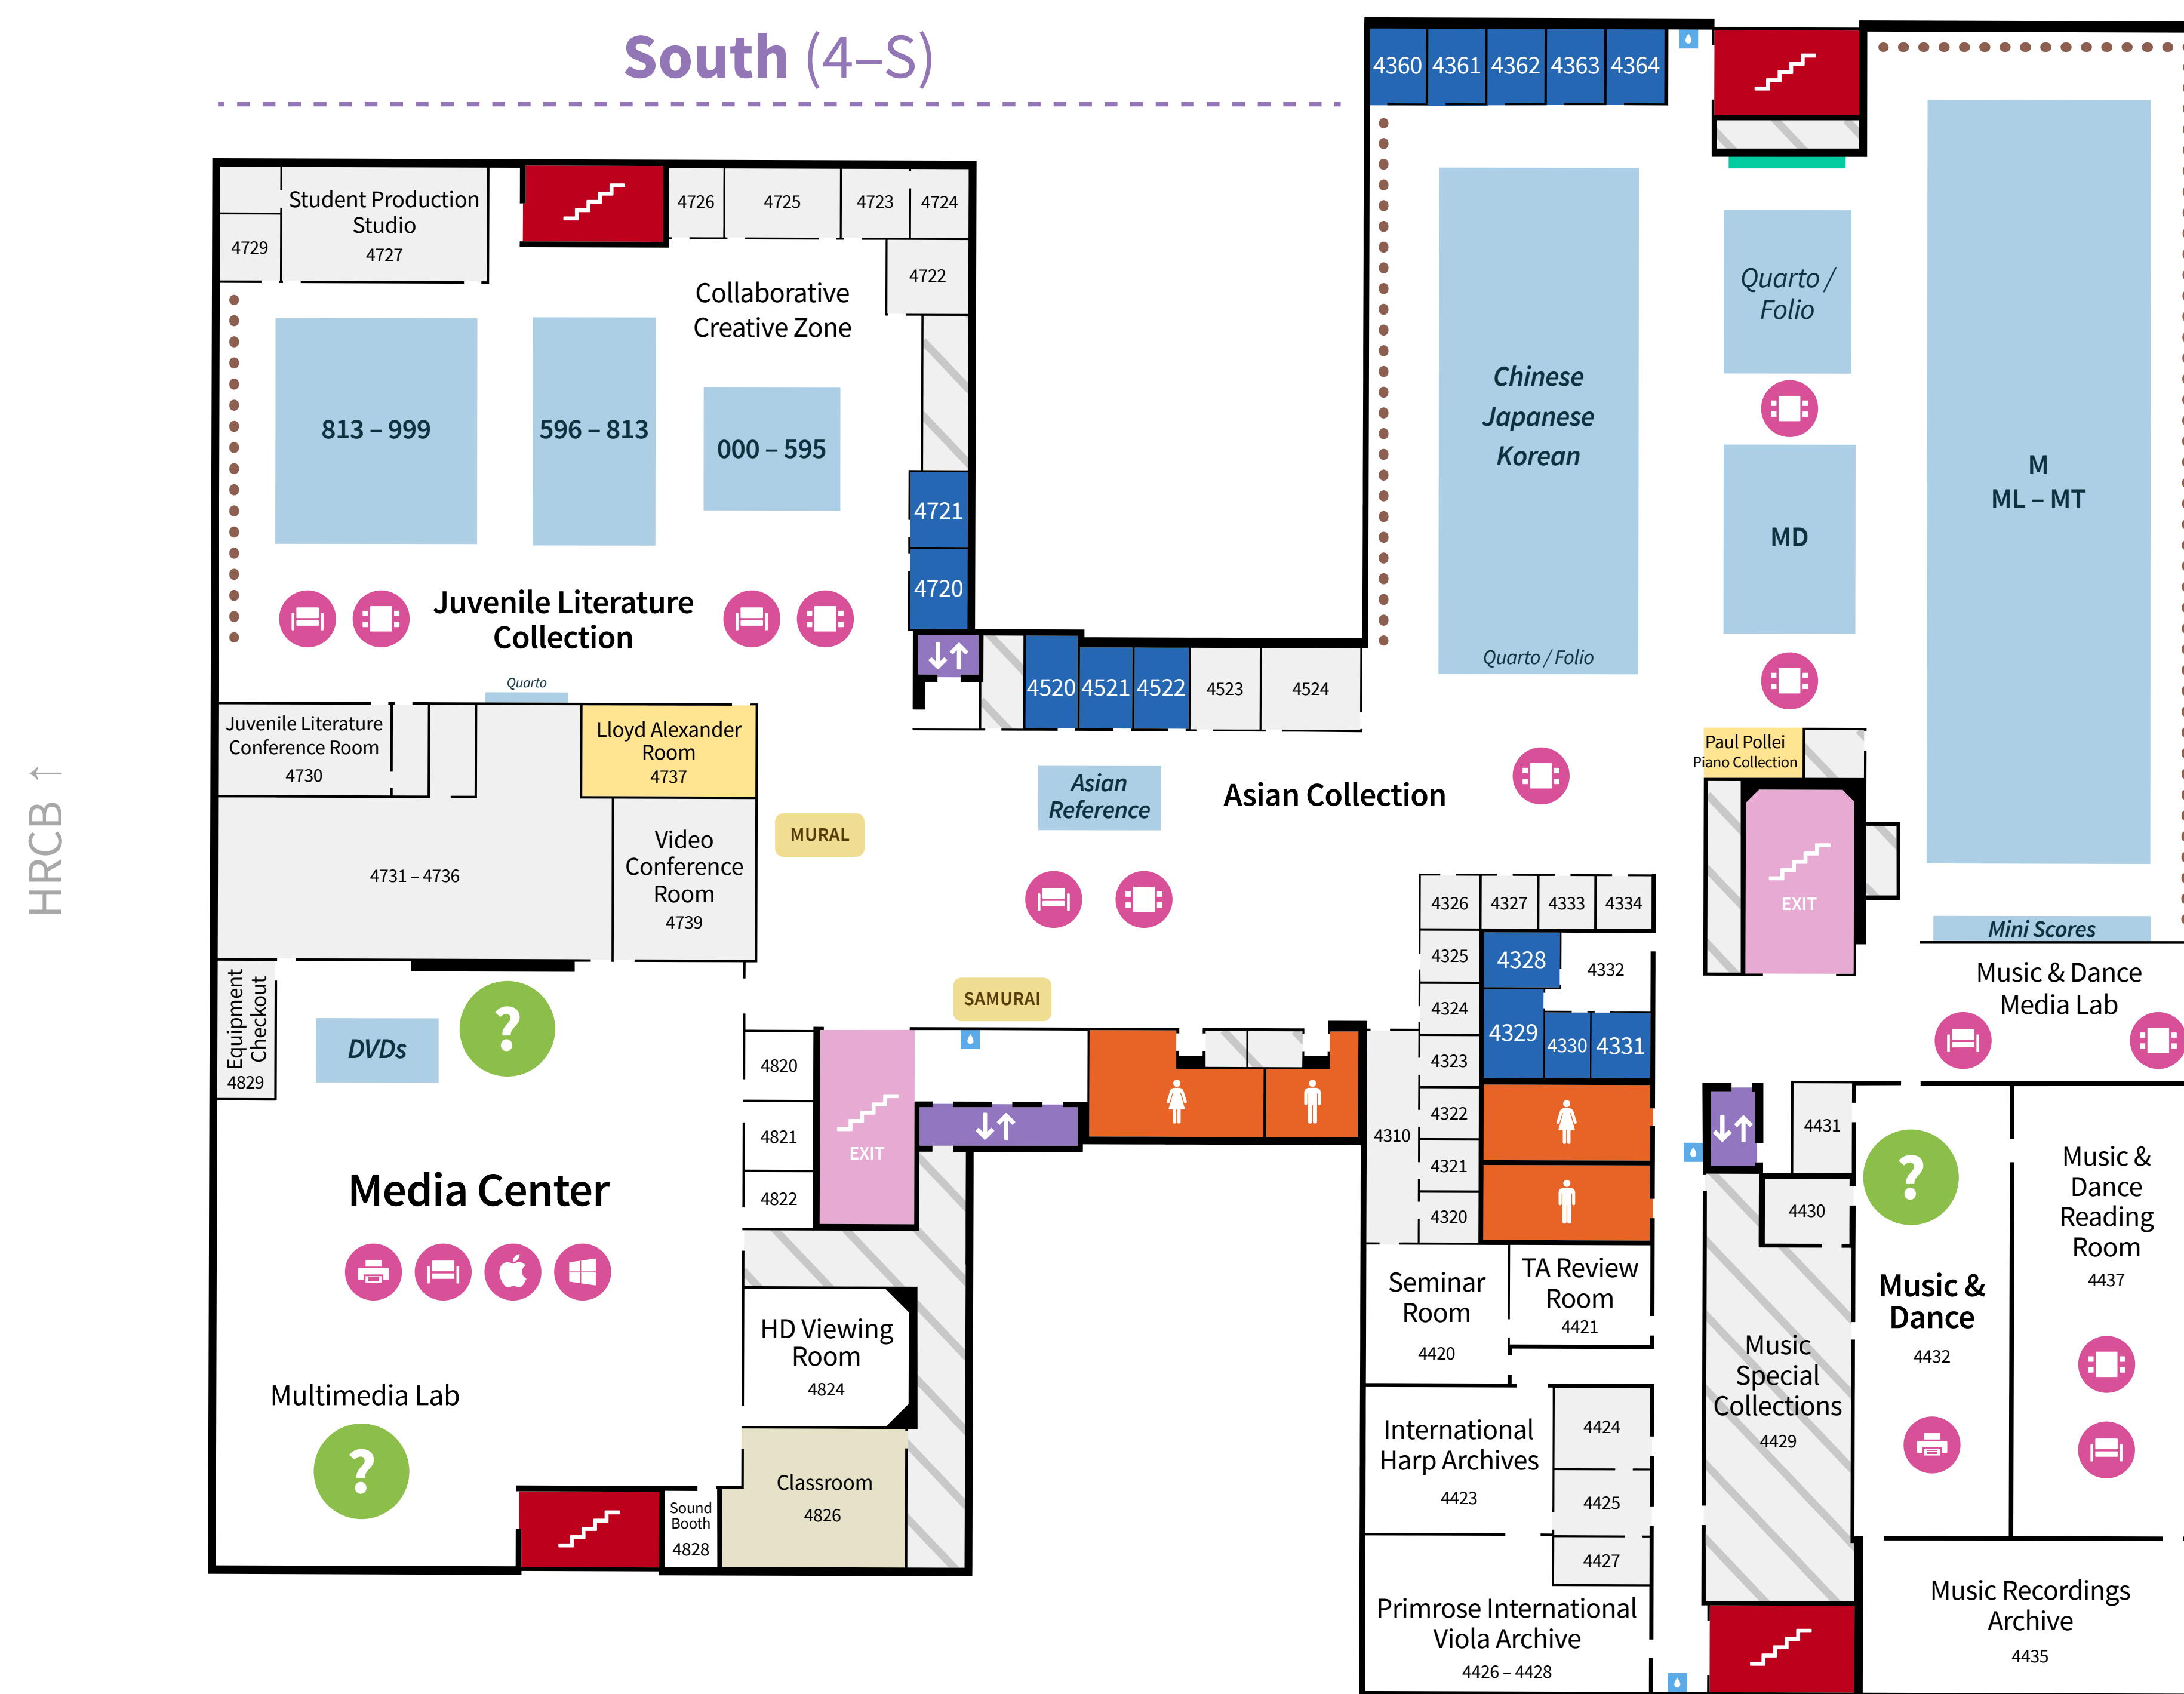 South (4–S)
4360
4361
4362
4363
4364
Student Production
Studio
4727
4729
4726
4725
4723
4724
4722
Collaborative
Creative Zone
813 – 999
596 – 813
000 – 595
4721
4720
Juvenile Literature
Collection
Quarto
Juvenile Literature
Conference Room
4730
Lloyd Alexander
Room
4737
4731 – 4736
Video
Conference
Room
4739
MURAL
HRCB ↑
4520
4521
4522
4523
4524
Asian
Reference
Asian Collection
SAMURAI
Chinese
Japanese
Korean
Quarto / Folio
Quarto /
Folio
MD
M
ML – MT
Paul Pollei
Piano Collection
EXIT
Mini Scores
Music & Dance
Media Lab
Equipment
Checkout
4829
DVDs
?
4820
4821
4822
EXIT
Media Center
HD Viewing
Room
4824
Multimedia Lab
?
Classroom
4826
Sound
Booth
4828
4326
4327
4333
4334
4325
4328
4332
4324
4329
4330
4331
4323
4310
4322
4321
4320
Seminar
Room
4420
TA Review
Room
4421
International
Harp Archives
4423
4424
4425
4427
Primrose International
Viola Archive
4426 – 4428
4431
4430
?
Music &
Dance
4432
Music &
Dance
Reading
Room
4437
Music
Special
Collections
4429
Music Recordings
Archive
4435